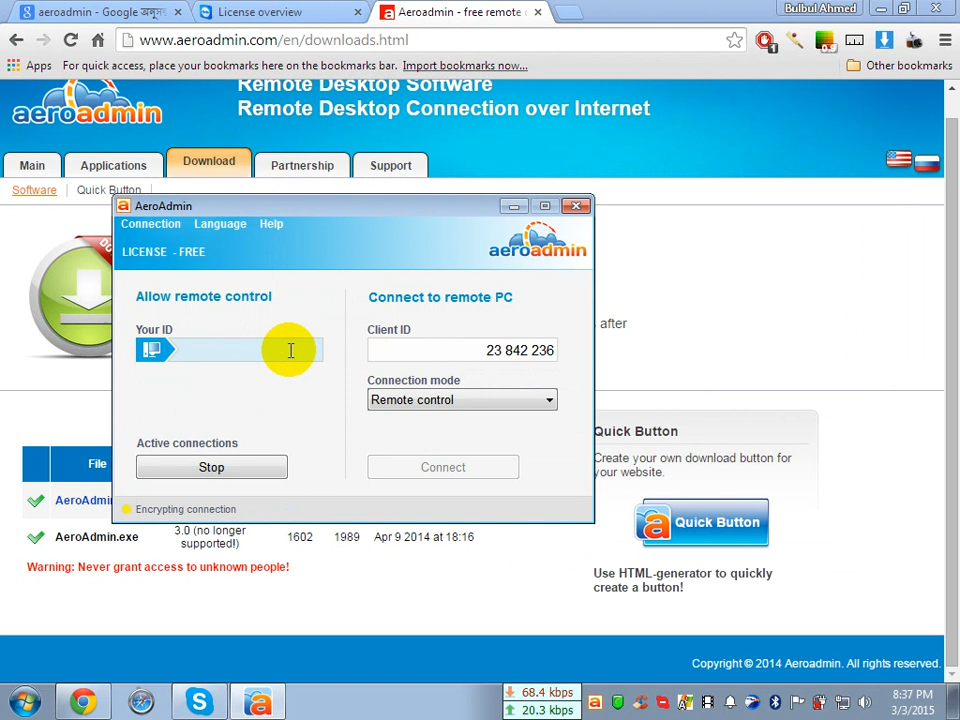 aeroadmin - Google অনুসন্ধ
License overview
Aeroadmin - free remote
Bulbul Ahmed
www.aeroadmin.com/en/downloads.html
Apps
For quick access, place your bookmarks here on the bookmarks bar.
Import bookmarks now...
Other bookmarks
aeroadmin
Remote Desktop Software
Remote Desktop Connection over Internet
Main
Applications
Download
Partnership
Support
Software
Quick Button
AeroAdmin
Connection
Language
Help
LICENSE - FREE
aeroadmin
Allow remote control
Connect to remote PC
Your ID
Client ID
23 842 236
Connection mode
Remote control
Active connections
Stop
Connect
Encrypting connection
after
Quick Button
Create your own download button for
your website.
Quick Button
Use HTML-generator to quickly
create a button!
File
AeroAdmi
AeroAdmin.exe
3.0 (no longer
supported!)
1602
1989
Apr 9 2014 at 18:16
Warning: Never grant access to unknown people!
Copyright © 2014 Aeroadmin. All rights reserved.
68.4 kbps
20.3 kbps
8:37 PM
3/3/2015